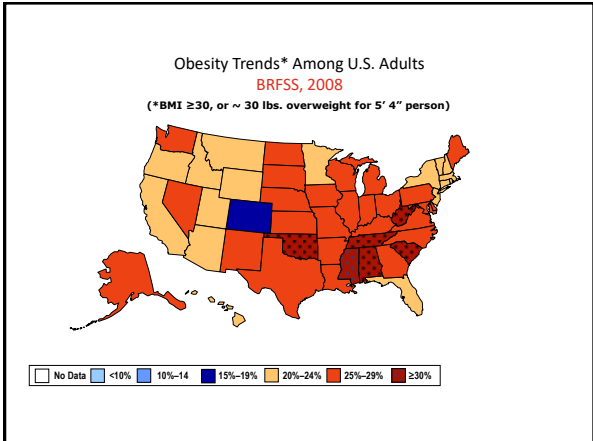 Obesity Trends* Among U.S. Adults
BRFSS, 2008
(*BMI ≥30, or ~ 30 lbs. overweight for 5’ 4” person)
No Data <10% 10%–14 15%–19% 20%–24% 25%–29% ≥30%